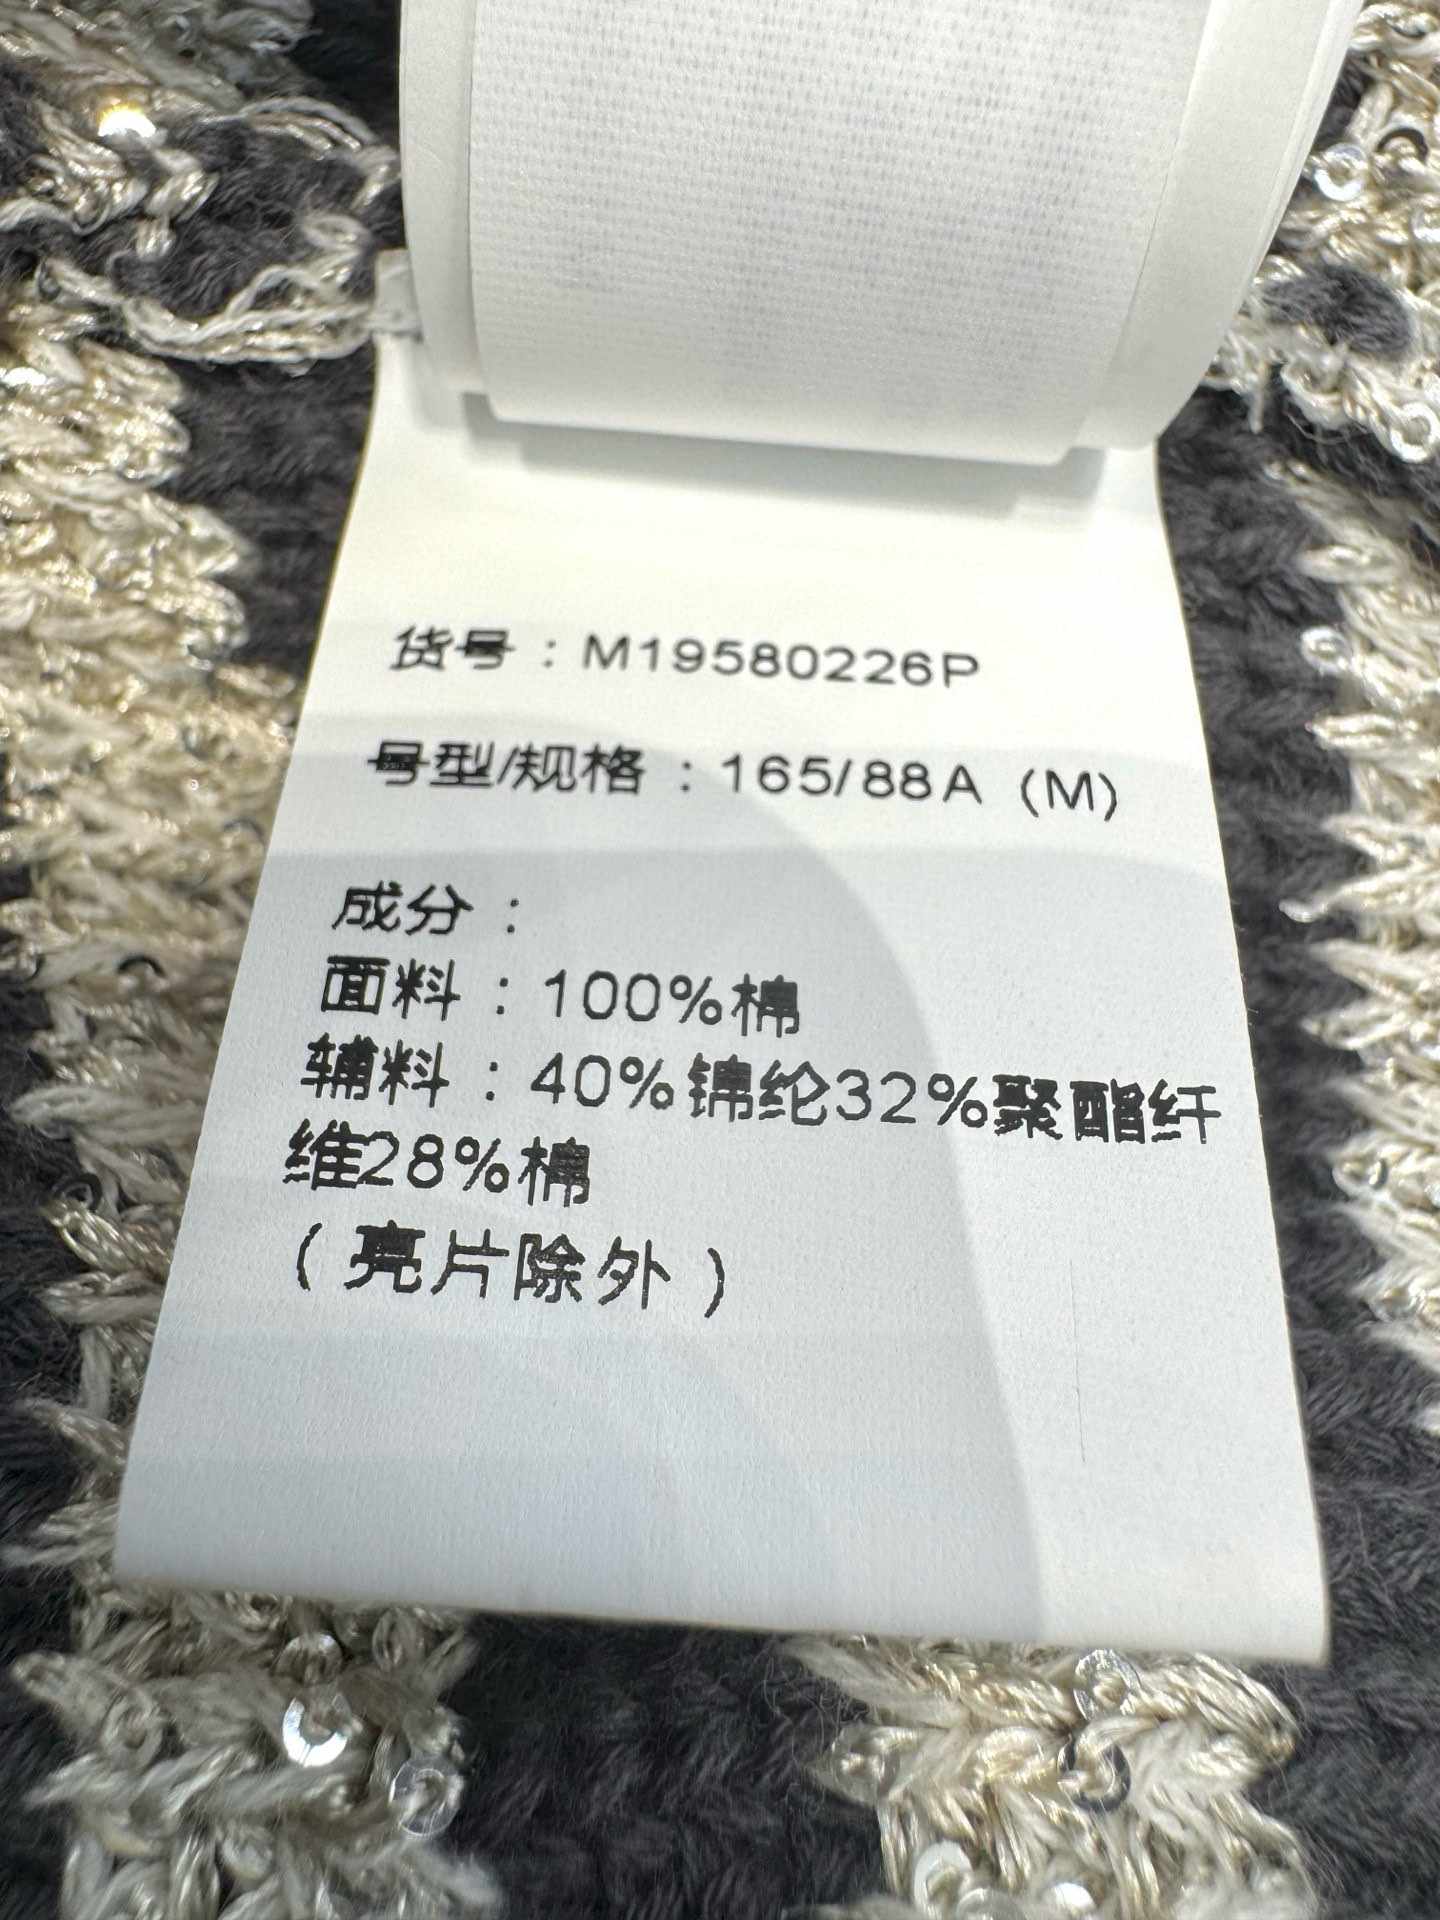 货号：M19580226P
号型/规格：165/88A (M)
成分：
面料：100%棉
辅料：40%锦纶32%聚酯纤
维28%棉
(亮片除外)